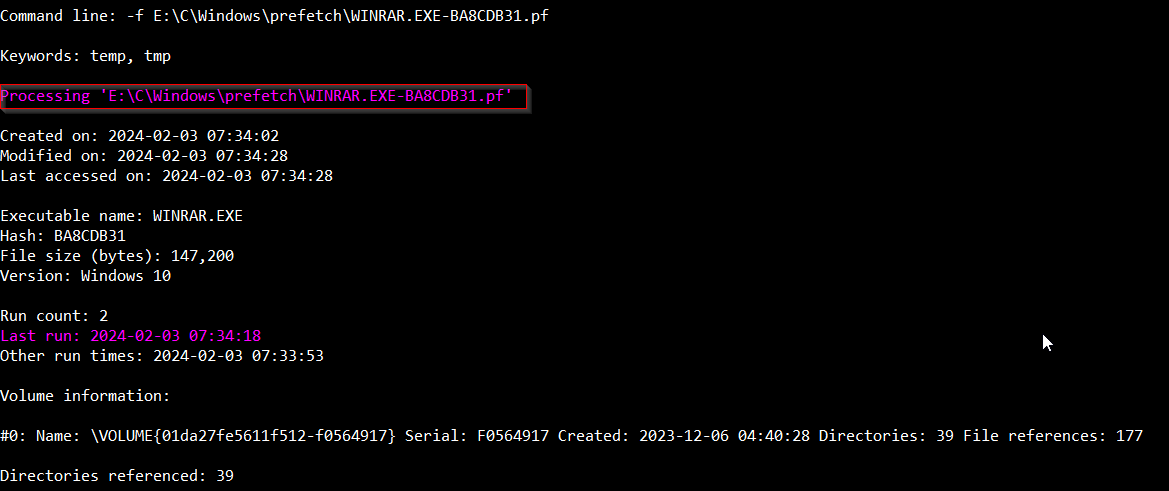 Command line: -f E:\C\Windows\prefetch\WINRAR.EXE-BA8CDB31.pf
Keywords: temp, tmp
Processing 'E:\C\Windows\prefetch\WINRAR.EXE-BA8CDB31.pf'
Created on: 2024-02-03 07:34:02
Modified on: 2024-02-03 07:34:28
Last accessed on: 2024-02-03 07:34:28
Executable name: WINRAR.EXE
Hash: BA8CDB31
File size (bytes): 147,200
Version: Windows 10
Run count: 2
Last run: 2024-02-03 07:34:18
Other run times: 2024-02-03 07:33:53
Volume information:
#0: Name: \VOLUME{01da27fe5611f512-f0564917} Serial: F0564917 Created: 2023-12-06 04:40:28 Directories: 39 File references: 177
Directories referenced: 39